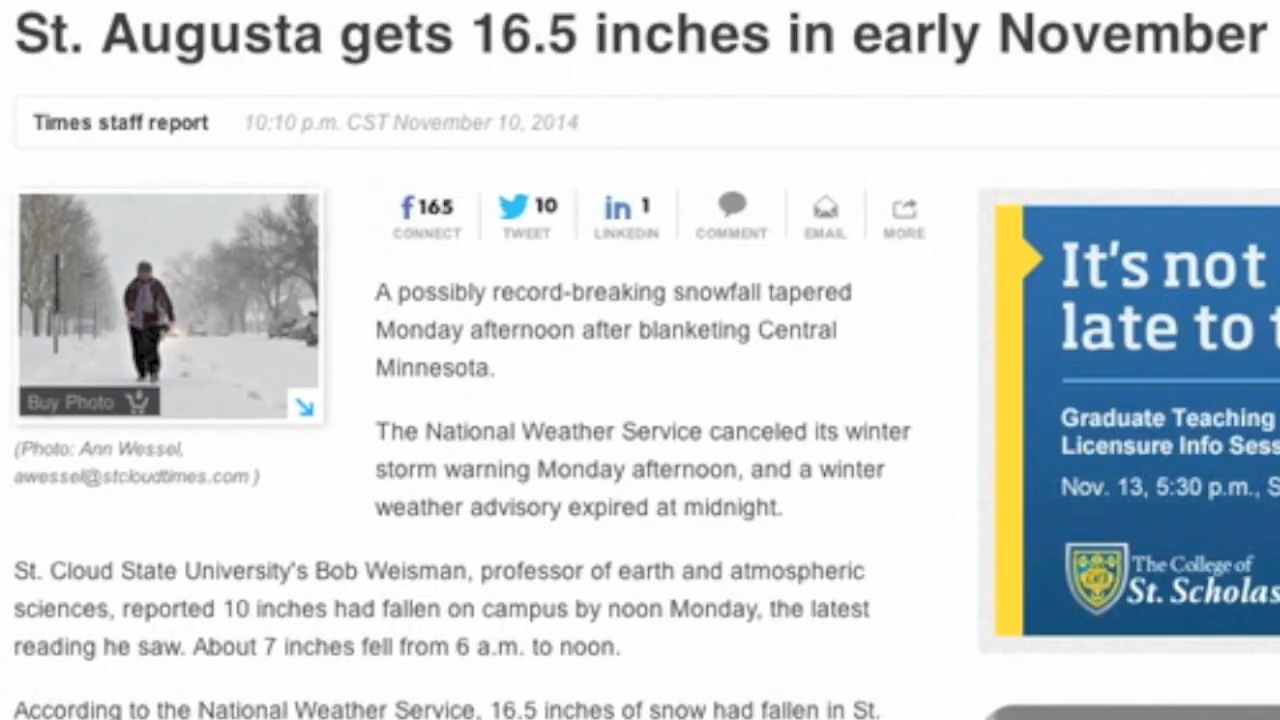 St. Augusta gets 16.5 inches in early November
Times staff report
10:10 p.m. CST November 10, 2014
165
CONNECT
10
TWEET
in 1
LINKEDIN
COMMENT
EMAIL
MORE
A possibly record-breaking snowfall tapered
Monday afternoon after blanketing Central
Minnesota.
The National Weather Service canceled its winter
storm warning Monday afternoon, and a winter
weather advisory expired at midnight.
Buy Photo
(Photo: Ann Wessel,
awessel@stcloudtimes.com )
St. Cloud State University's Bob Weisman, professor of earth and atmospheric
sciences, reported 10 inches had fallen on campus by noon Monday, the latest
reading he saw. About 7 inches fell from 6 a.m. to noon.
According to the National Weather Service, 16.5 inches of snow had fallen in St.
It's not
late to t
Graduate Teaching
Licensure Info Sess
Nov. 13, 5:30 p.m., S
The College of
St. Scholas